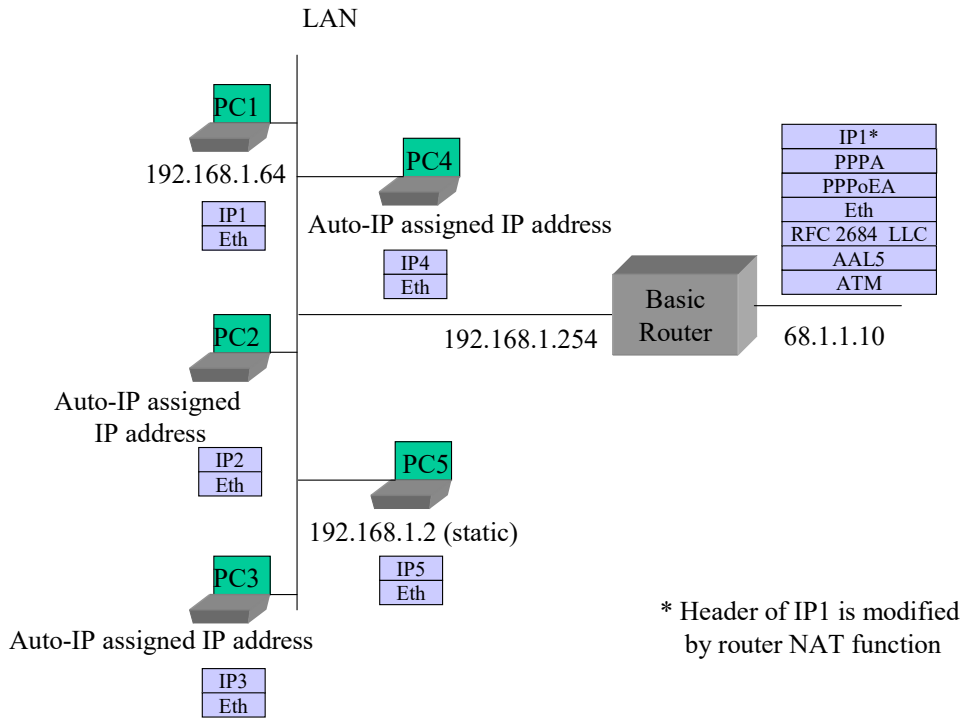 LAN
PC1
192.168.1.64
IP1
Eth
PC4
Auto-IP assigned IP address
IP4
Eth
IP1*
PPPA
PPPoEA
Eth
RFC 2684 LLC
AAL5
ATM
Basic
Router
192.168.1.254
68.1.1.10
PC2
Auto-IP assigned
IP address
IP2
Eth
PC5
192.168.1.2 (static)
IP5
Eth
PC3
Auto-IP assigned IP address
IP3
Eth
* Header of IP1 is modified
by router NAT function